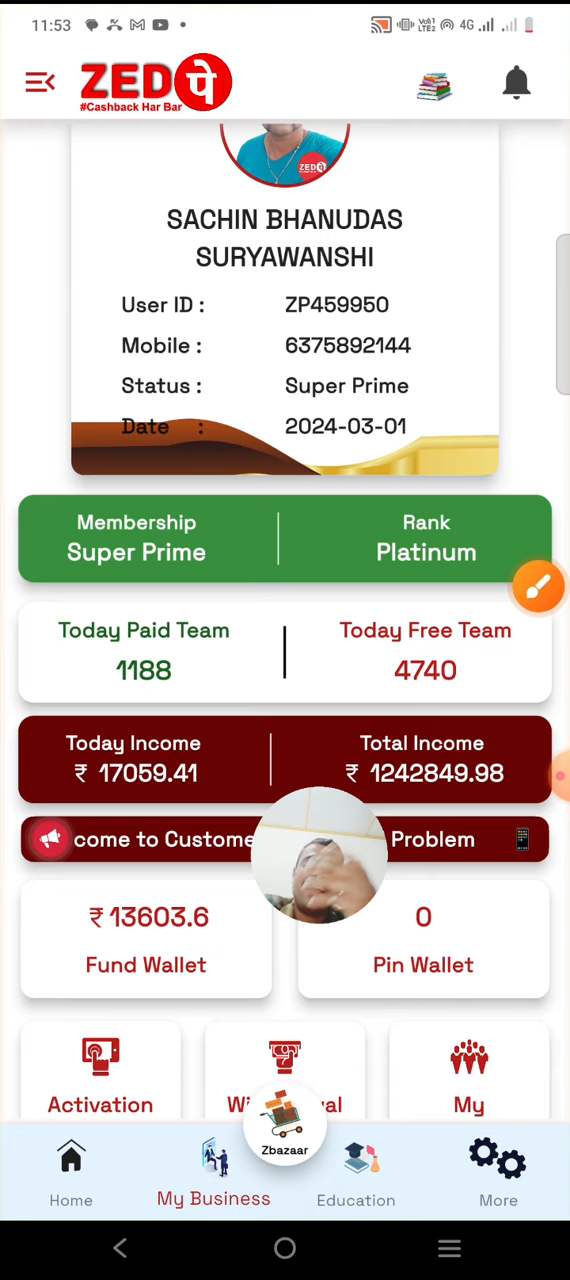 11:53
4G
ZED पे
#Cashback Har Bar
ZED पे
SACHIN BHANUDAS
SURYAWANSHI
User ID : ZP459950
Mobile : 6375892144
Status : Super Prime
Date : 2024-03-01
Membership Rank
Super Prime Platinum
Today Paid Team Today Free Team
1188 4740
Today Income Total Income
₹ 17059.41 ₹ 1242849.98
come to Custome Problem
₹ 13603.6 0
Fund Wallet Pin Wallet
Activation My
Zbazaar
Home My Business Education More